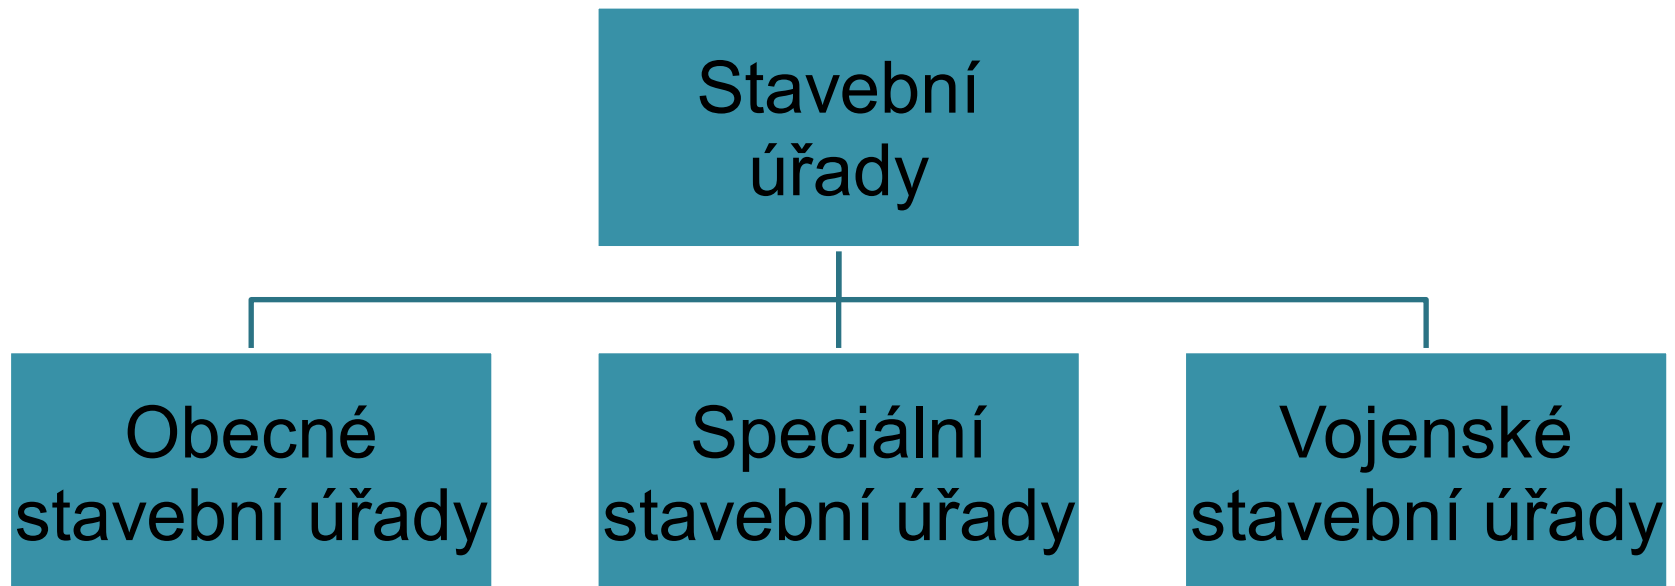 Stavební
úřady
Obecné
stavební úřady
Speciální
stavební úřady
Vojenské
stavební úřady